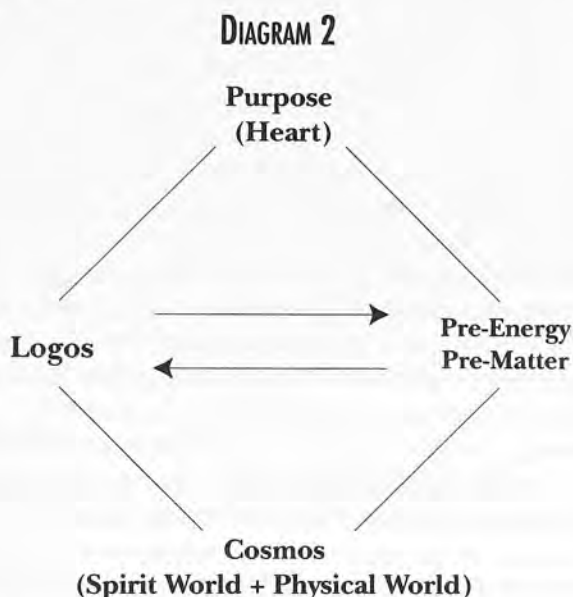 DIAGRAM 2
Purpose
(Heart)
Logos
Pre-Energy
Pre-Matter
Cosmos
(Spirit World + Physical World)